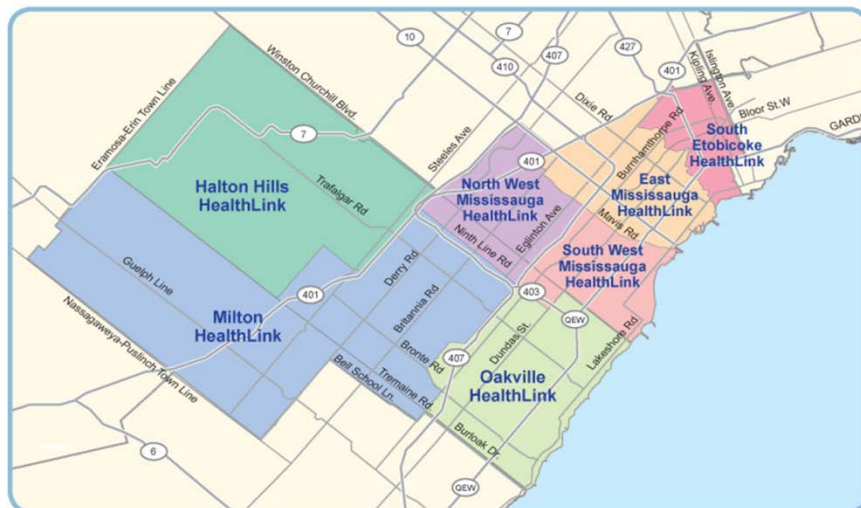 10
7
407
427
410
401
Islington Ave
Kipling Ave
Bloor St.W
GARDI
Winston Churchill Blvd.
Eramosa-Erin Town Line
Dixie Rd
Burnhamthorpe Rd
South
Etobicoke
HealthLink
Steeles Ave
7
401
North West
Mississauga
HealthLink
East
Mississauga
HealthLink
Halton Hills
HealthLink
Trafalgar Rd
Eglinton Ave
Mavis Rd
Ninth Line Rd
South West
Mississauga
HealthLink
Derry Rd
Guelph Line
401
403
Britannia Rd
QEW
Lakeshore Rd
Milton
HealthLink
Dundas St.
Bronte Rd
407
Nassagaweya-Puslinch Town Line
Bell School Ln.
Tremaine Rd.
Oakville
HealthLink
Burloak Dr.
6
QEW